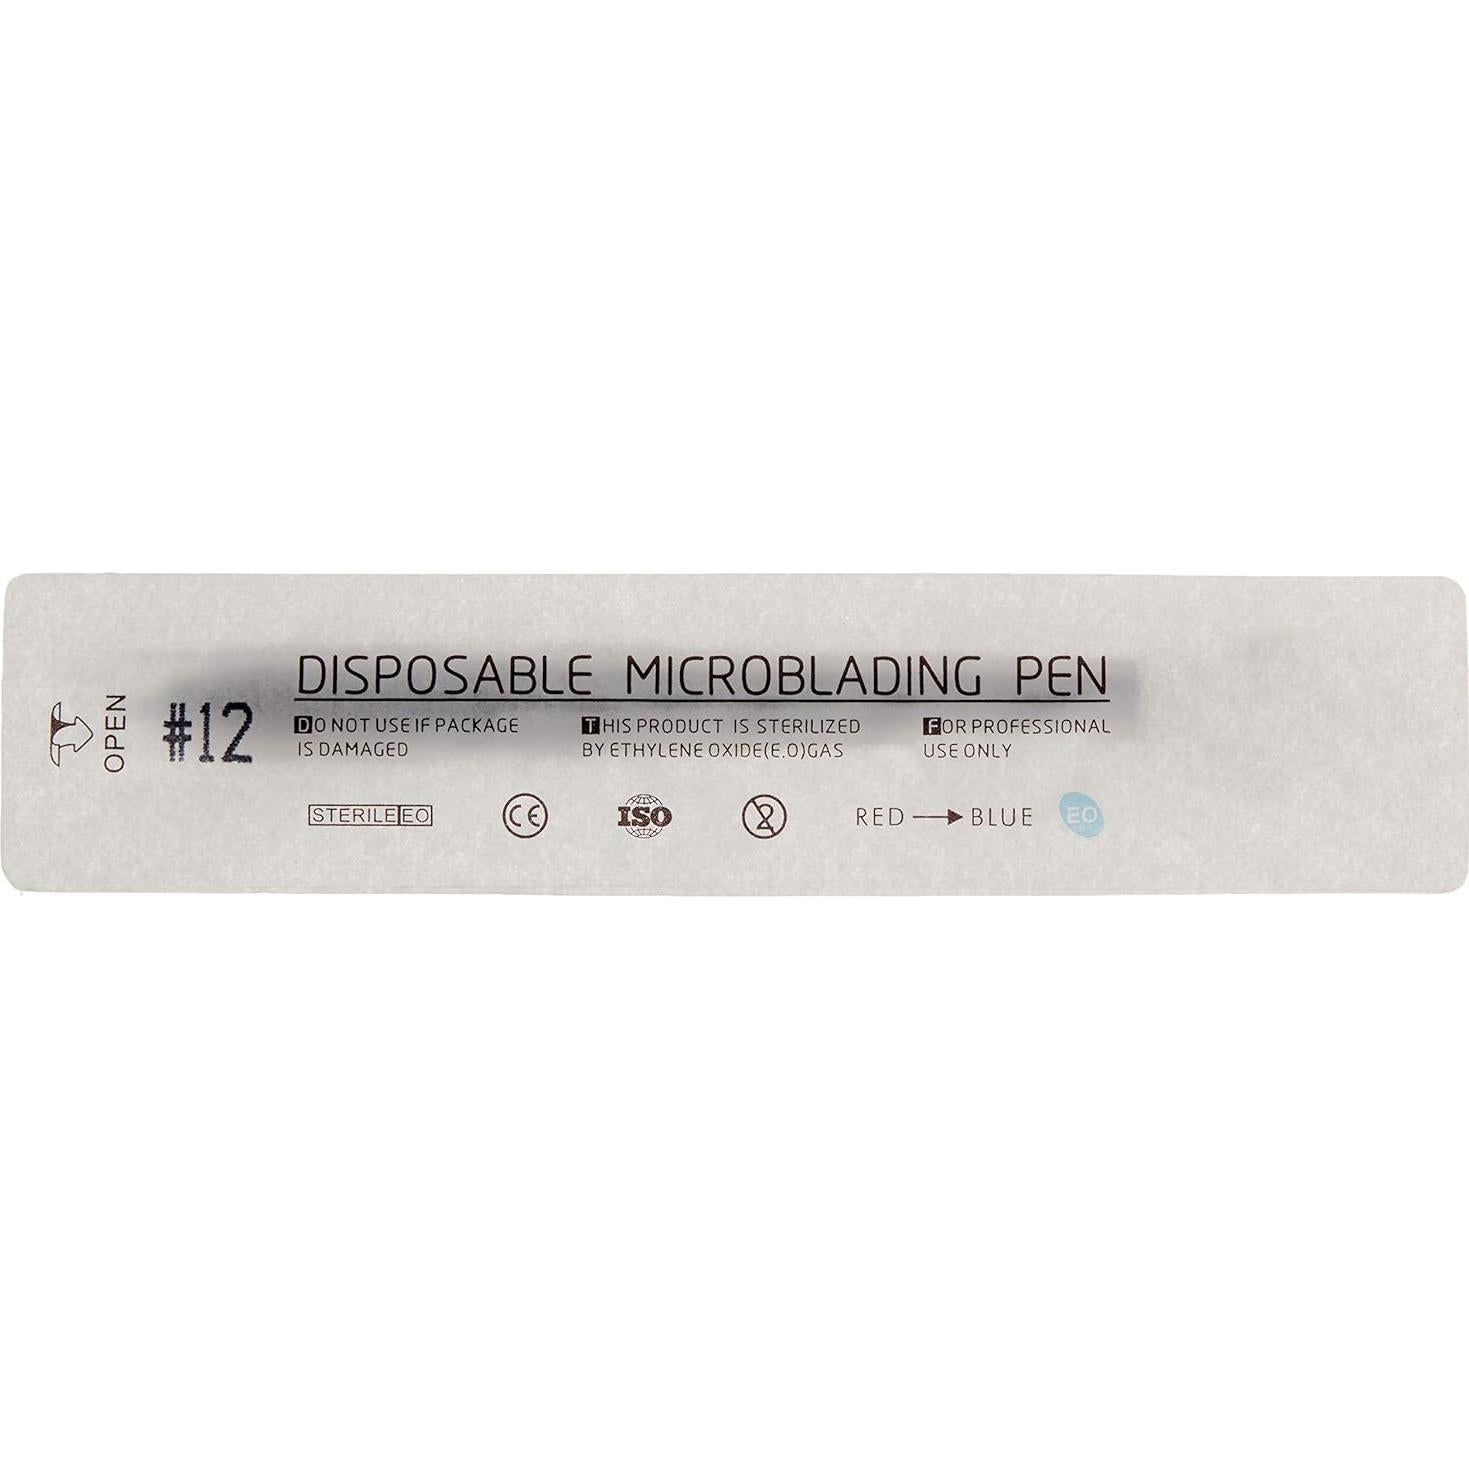 DISPOSABLE MICROBLADING PEN
OPEN
#12
DO NOT USE IF PACKAGE
IS DAMAGED
THIS PRODUCT IS STERILIZED
BY ETHYLENE OXIDE(E.O)GAS
FOR PROFESSIONAL
USE ONLY
STERILE EO
CE
ISO
2
RED BLUE
EO